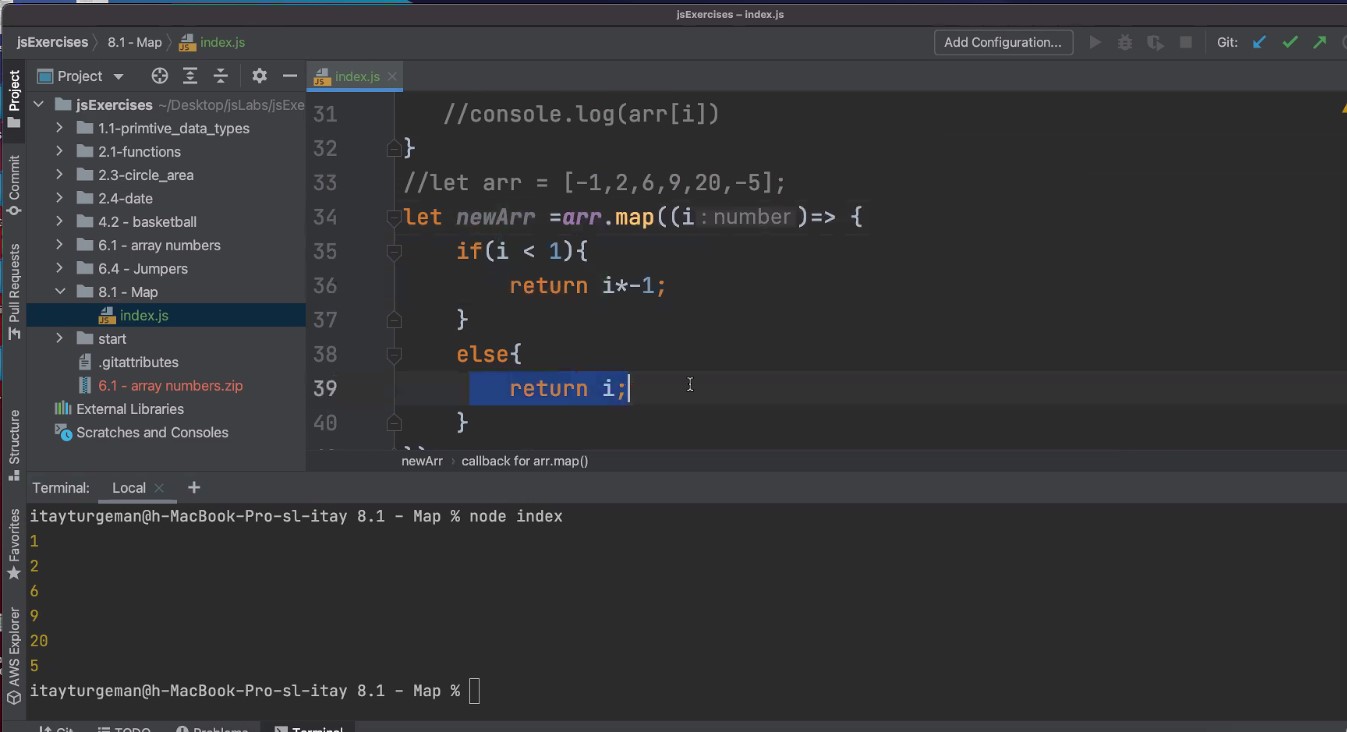 jsExercises – index.js
jsExercises 8.1 - Map index.js
Add Configuration... Git:
Project
index.js
jsExercises ~/Desktop/jsLabs/jsExe
1.1-primtive_data_types
2.1-functions
2.3-circle_area
2.4-date
4.2 - basketball
6.1 - array numbers
6.4 - Jumpers
8.1 - Map
index.js
start
.gitattributes
6.1 - array numbers.zip
External Libraries
Scratches and Consoles
Project
Commit
Pull Requests
Structure
Favorites
AWS Explorer
31 //console.log(arr[i])
32 }
33 //let arr = [-1,2,6,9,20,-5];
34 let newArr =arr.map((i : number )=> {
35 if(i < 1){
36 return i*-1;
37 }
38 else{
39 return i;
40 }
newArr callback for arr.map()
Terminal: Local
itayturgeman@h-MacBook-Pro-sl-itay 8.1 - Map % node index
1
2
6
9
20
5
itayturgeman@h-MacBook-Pro-sl-itay 8.1 - Map %
Git TODO Problems Terminal